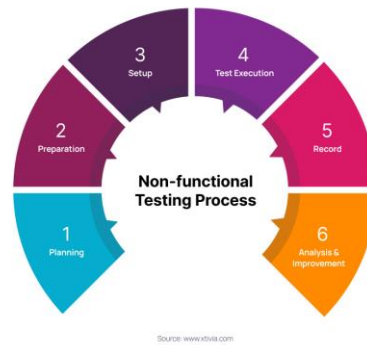 3
Setup
4
Test Execution
2
Preparation
5
Record
Non-functional
Testing Process
1
Planning
6
Analysis &
Improvement
Source: www.xtivia.com